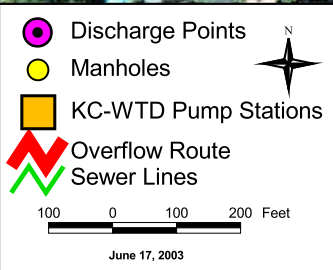 Discharge Points
N
Manholes
KC-WTD Pump Stations
Overflow Route
Sewer Lines
100 0 100 200 Feet
June 17, 2003